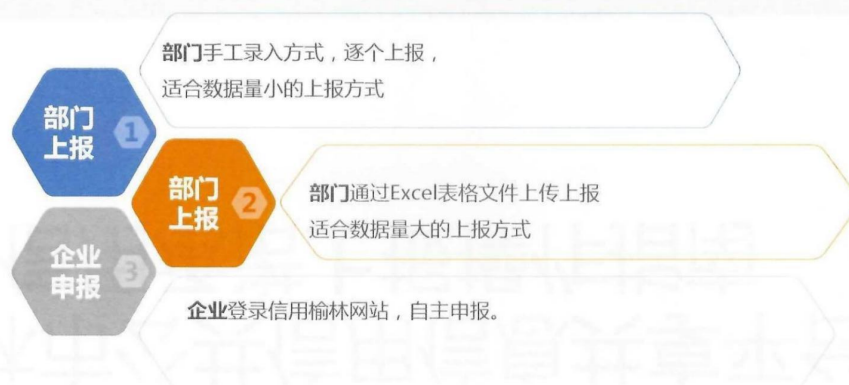 部门手工录入方式，逐个上报，
适合数据量小的上报方式
部门
上报
1
部门
上报
2
部门通过Excel表格文件上传上报
适合数据量大的上报方式
企业
申报
3
企业登录信用榆林网站，自主申报。